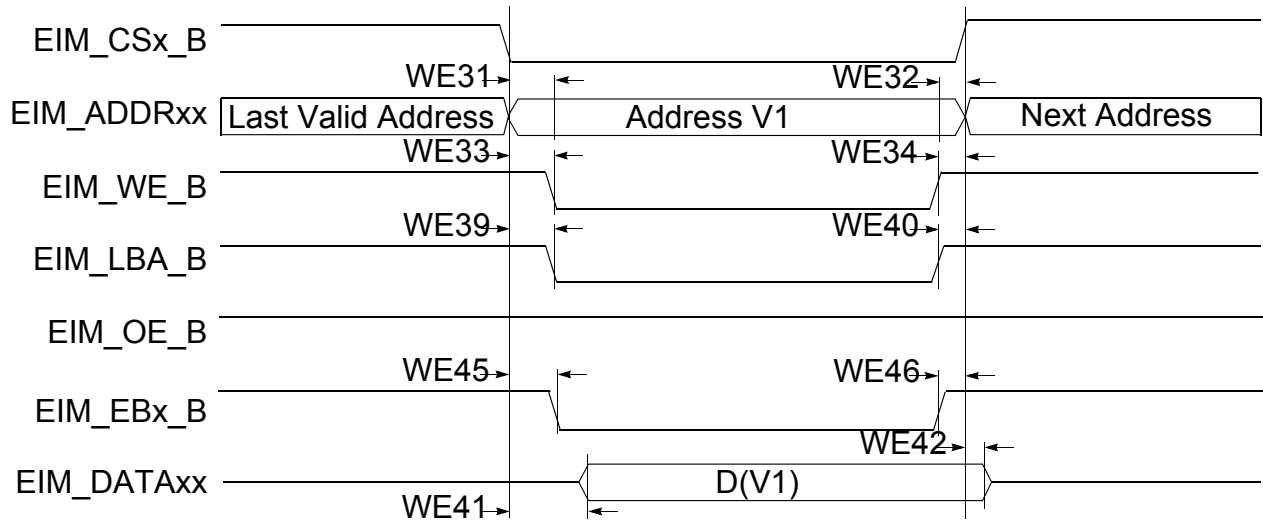 EIM_CSx_B
WE31 WE32
EIM_ADDRxx Last Valid Address Address V1 Next Address
WE33 WE34
EIM_WE_B
WE39 WE40
EIM_LBA_B
EIM_OE_B
WE45 WE46
EIM_EBx_B
WE42
EIM_DATAxx D(V1)
WE41